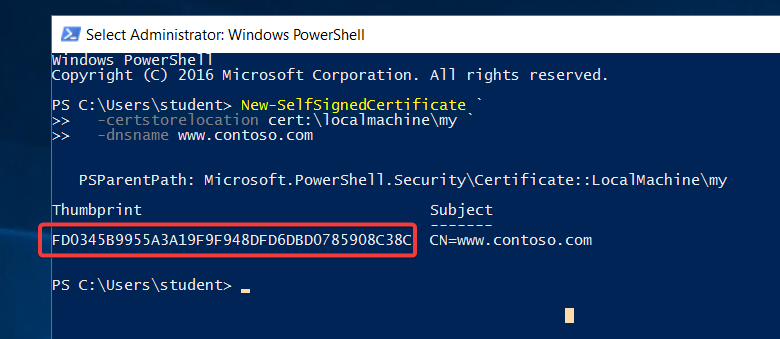 Select Administrator: Windows PowerShell
Windows PowerShell
Copyright (C) 2016 Microsoft Corporation. All rights reserved.
PS C:\Users\student> New-SelfSignedCertificate `
>>   -certstorelocation cert:\localmachine\my `
>>   -dnsname www.contoso.com
PSParentPath: Microsoft.PowerShell.Security\Certificate::LocalMachine\my
Thumbprint Subject
-------
FD0345B9955A3A19F9F948DFD6DBD0785908C38C CN=www.contoso.com
PS C:\Users\student>